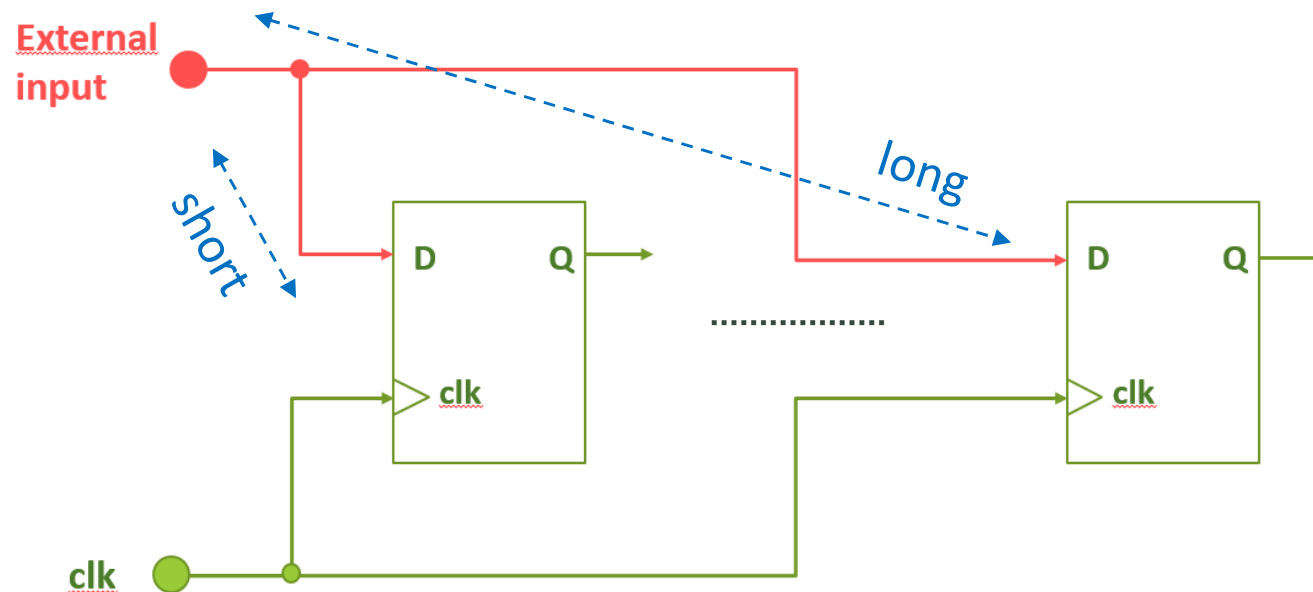 External
input
long
short
D
Q
D
Q
clk
clk
clk